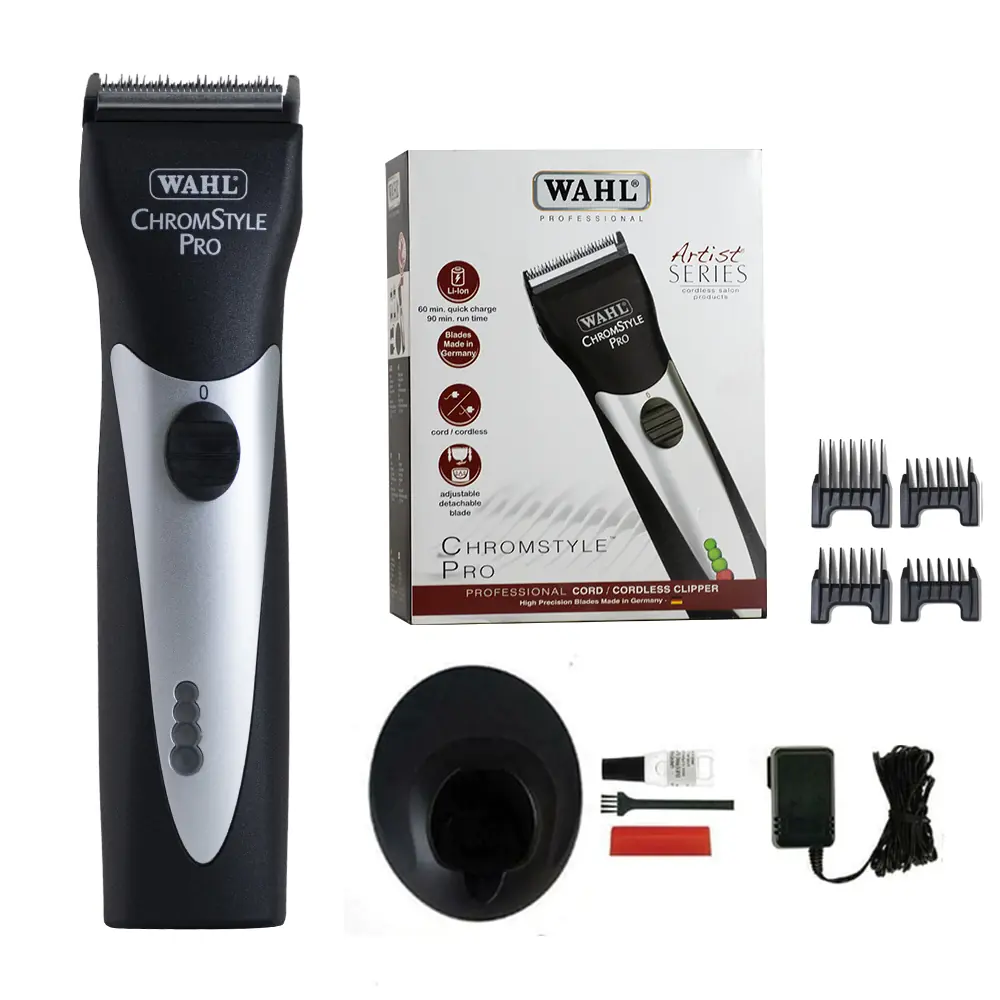 WAHL®
CHROMSTYLE
PRO
0
WAHL®
PROFESSIONAL
Artist
SERIES
cordless salon
products
Li-Ion
60 min. quick charge
90 min. run time
Blades
Made in
Germany
cord / cordless
adjustable
detachable
blade
WAHL®
CHROMSTYLE
PRO
0
CHROMSTYLE™
PRO
PROFESSIONAL CORD / CORDLESS CLIPPER
High Precision Blades Made in Germany -